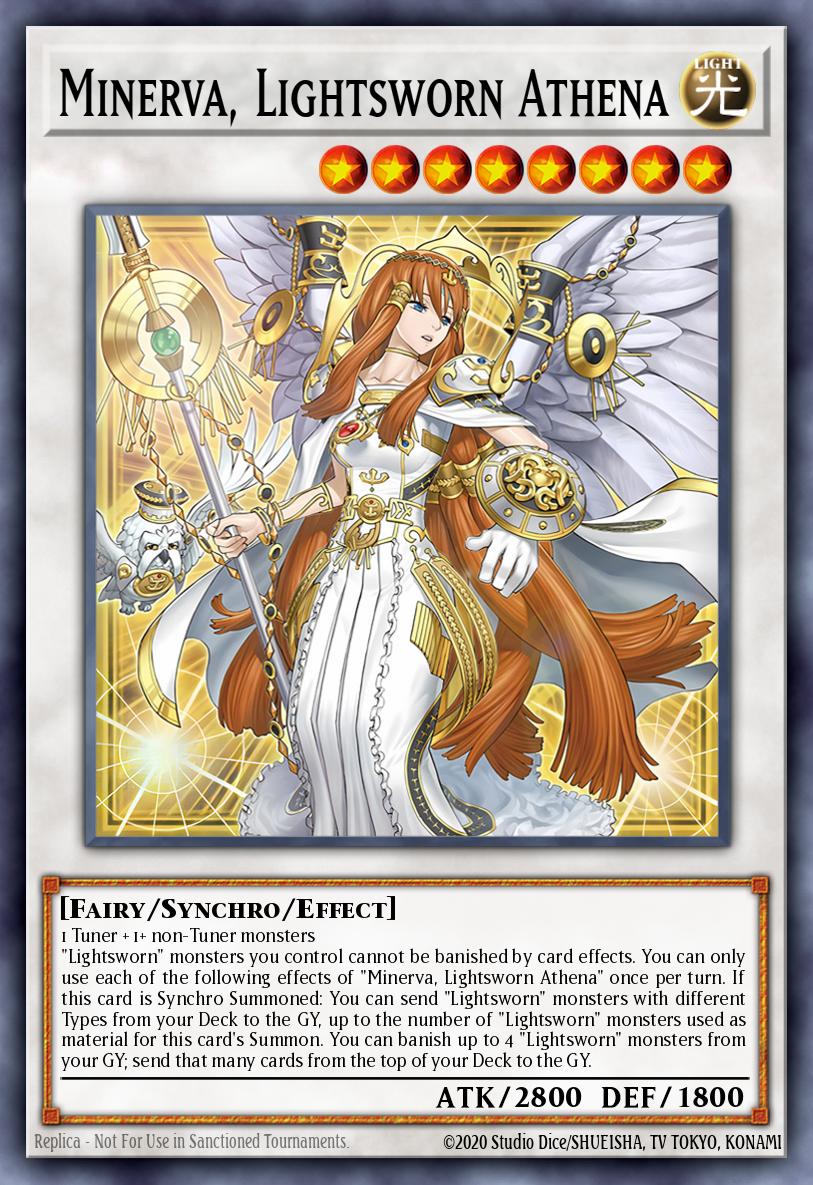 Minerva, Lightsworn Athena
LIGHT
光
[Fairy/Synchro/Effect]
1 Tuner + 1+ non-Tuner monsters
"Lightsworn" monsters you control cannot be banished by card effects. You can only
use each of the following effects of "Minerva, Lightsworn Athena" once per turn. If
this card is Synchro Summoned: You can send "Lightsworn" monsters with different
Types from your Deck to the GY, up to the number of "Lightsworn" monsters used as
material for this card's Summon. You can banish up to 4 "Lightsworn" monsters from
your GY; send that many cards from the top of your Deck to the GY.
ATK/2800 DEF/1800
Replica - Not For Use in Sanctioned Tournaments.
©2020 Studio Dice/SHUEISHA, TV TOKYO, KONAMI